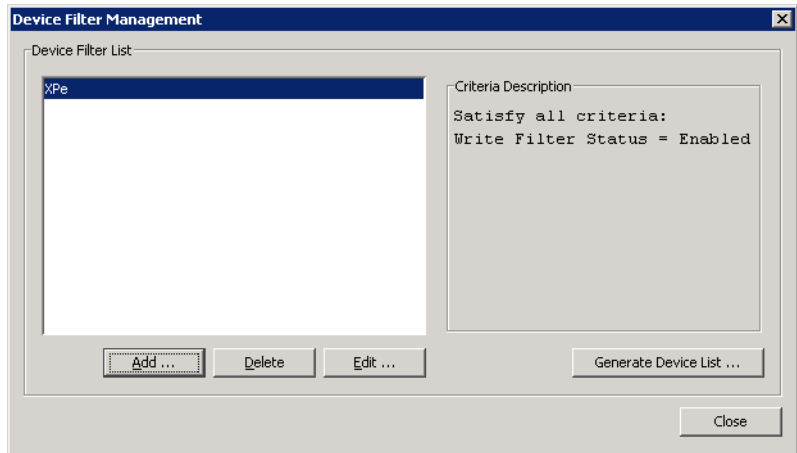 Device Filter Management
Device Filter List
XPe
Criteria Description
Satisfy all criteria:
Write Filter Status = Enabled
Add ...
Delete
Edit ...
Generate Device List ...
Close